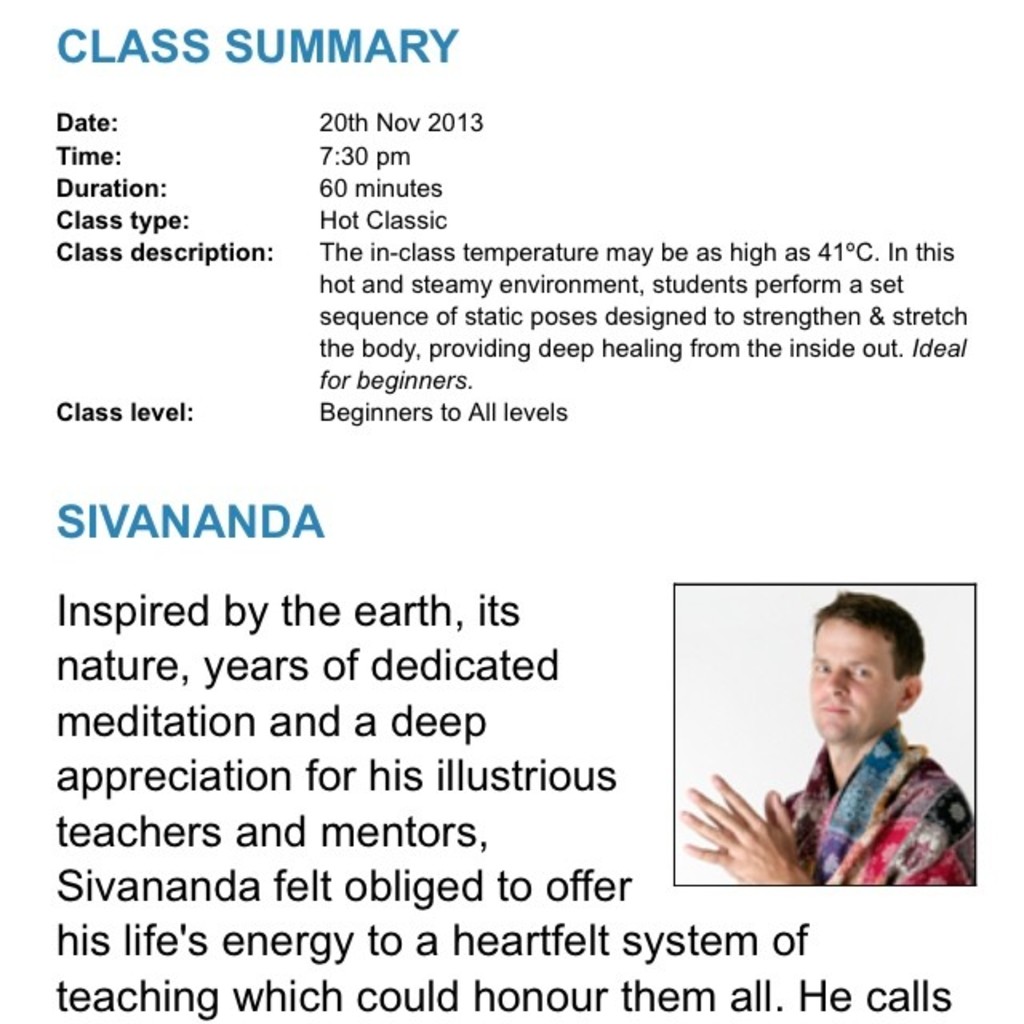 CLASS SUMMARY
Date: 20th Nov 2013
Time: 7:30 pm
Duration: 60 minutes
Class type: Hot Classic
Class description: The in-class temperature may be as high as 41ºC. In this
hot and steamy environment, students perform a set
sequence of static poses designed to strengthen & stretch
the body, providing deep healing from the inside out. Ideal
for beginners.
Class level: Beginners to All levels
SIVANANDA
Inspired by the earth, its
nature, years of dedicated
meditation and a deep
appreciation for his illustrious
teachers and mentors,
Sivananda felt obliged to offer
his life's energy to a heartfelt system of
teaching which could honour them all. He calls